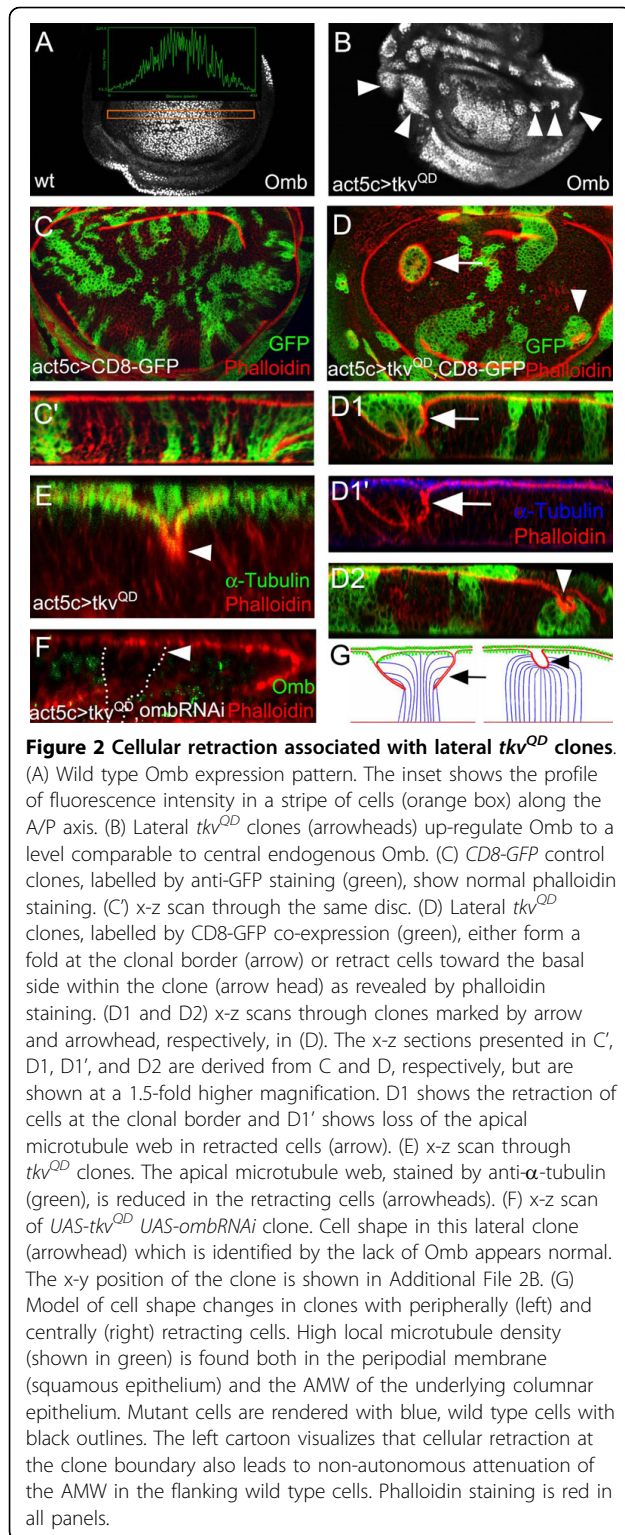 A
B
wt
Omb
act5c>tkvQD
Omb
C
D
GFP
act5c>CD8-GFP
Phalloidin
GFP
act5c>tkvQD,CD8-GFP
Phalloidin
C'
D1
E
D1'
α-Tubulin
Phalloidin
α-Tubulin
act5c>tkvQD
Phalloidin
D2
F
Omb
act5c>tkvQD,ombRNAi
Phalloidin
G
Figure 2 Cellular retraction associated with lateral tkvQD clones.
(A) Wild type Omb expression pattern. The inset shows the profile
of fluorescence intensity in a stripe of cells (orange box) along the
A/P axis. (B) Lateral tkvQD clones (arrowheads) up-regulate Omb to a
level comparable to central endogenous Omb. (C) CD8-GFP control
clones, labelled by anti-GFP staining (green), show normal phalloidin
staining. (C') x-z scan through the same disc. (D) Lateral tkvQD
clones, labelled by CD8-GFP co-expression (green), either form a
fold at the clonal border (arrow) or retract cells toward the basal
side within the clone (arrow head) as revealed by phalloidin
staining. (D1 and D2) x-z scans through clones marked by arrow
and arrowhead, respectively, in (D). The x-z sections presented in C',
D1, D1', and D2 are derived from C and D, respectively, but are
shown at a 1.5-fold higher magnification. D1 shows the retraction of
cells at the clonal border and D1' shows loss of the apical
microtubule web in retracted cells (arrow). (E) x-z scan through
tkvQD clones. The apical microtubule web, stained by anti-α-tubulin
(green), is reduced in the retracting cells (arrowheads). (F) x-z scan
of UAS-tkvQD UAS-ombRNAi clone. Cell shape in this lateral clone
(arrowhead) which is identified by the lack of Omb appears normal.
The x-y position of the clone is shown in Additional File 2B. (G)
Model of cell shape changes in clones with peripherally (left) and
centrally (right) retracting cells. High local microtubule density
(shown in green) is found both in the peripodial membrane
(squamous epithelium) and the AMW of the underlying columnar
epithelium. Mutant cells are rendered with blue, wild type cells with
black outlines. The left cartoon visualizes that cellular retraction at
the clone boundary also leads to non-autonomous attenuation of
the AMW in the flanking wild type cells. Phalloidin staining is red in
all panels.